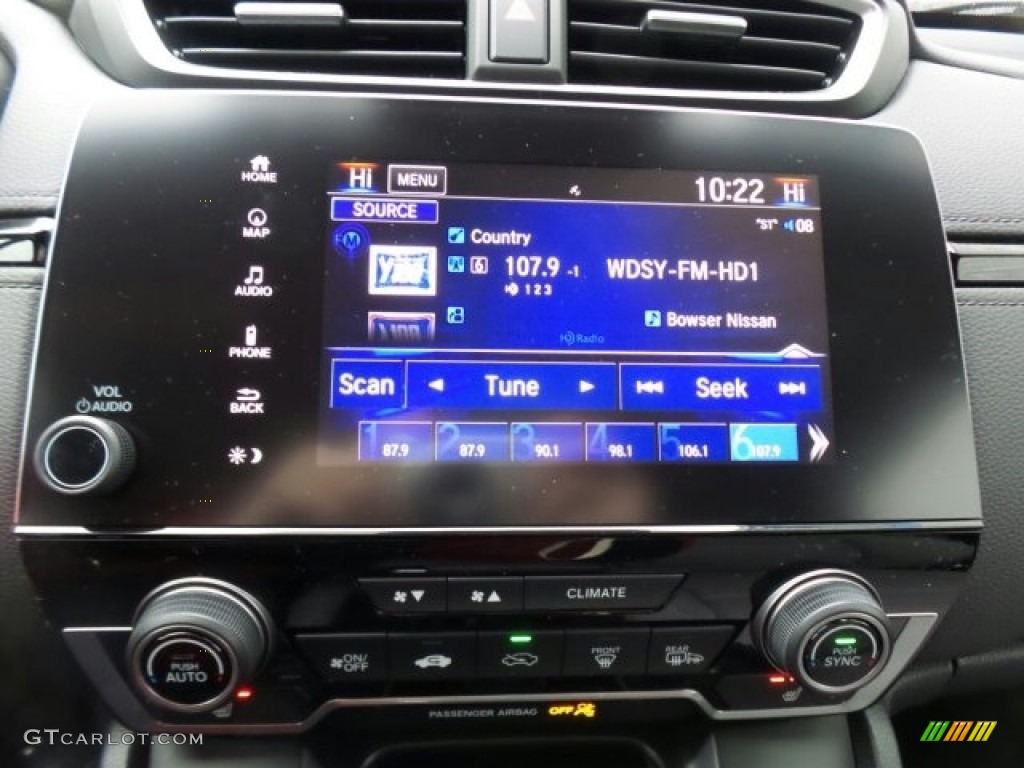 HOME
MAP
AUDIO
PHONE
BACK
VOL
AUDIO
Hi MENU 10:22 Hi
SOURCE "ST" 08
FM
Country
6 107.9 -1 WDSY-FM-HD1
HD 1 2 3
Bowser Nissan
HD Radio
Scan Tune Seek
1 87.9 2 87.9 3 90.1 4 98.1 5 106.1 6 107.9
CLIMATE
ON/OFF
FRONT
REAR
PUSH AUTO
PUSH SYNC
PASSENGER AIRBAG OFF
GTCARLOT.COM